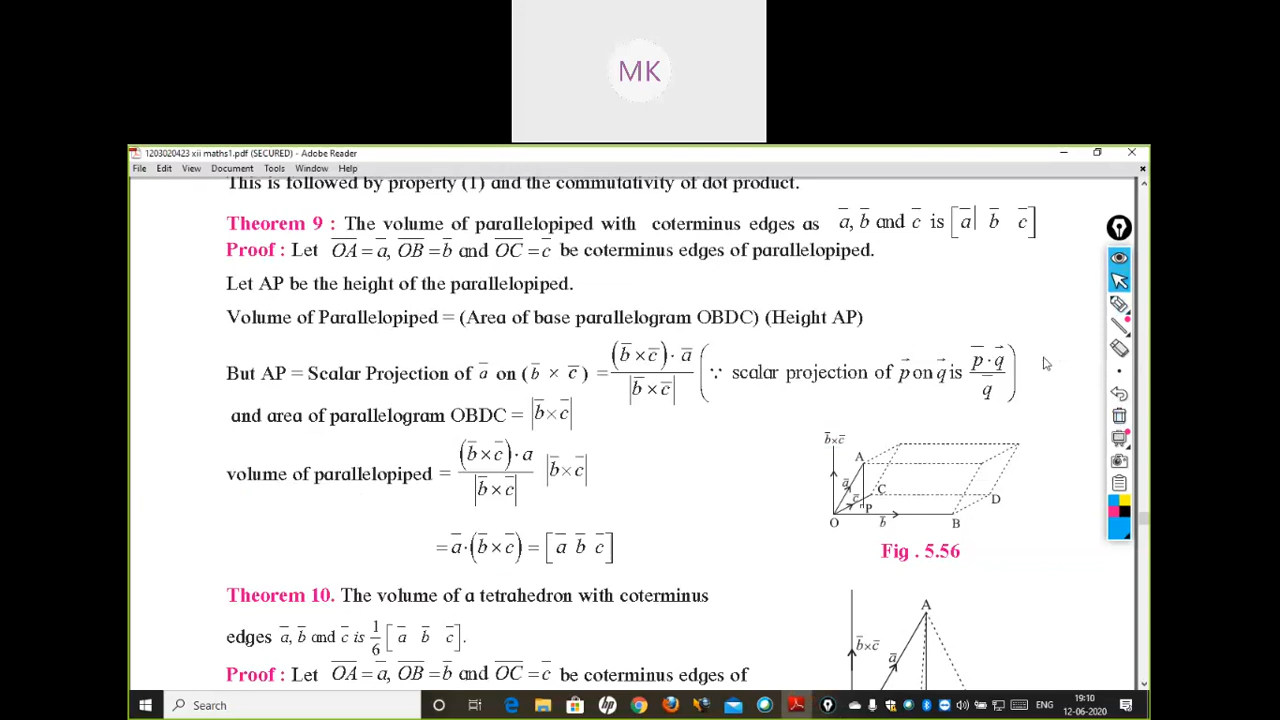 MK
1203020423 xii maths1.pdf (SECURED) - Adobe Reader
File Edit View Document Tools Window Help
This is followed by property (1) and the commutativity of dot product.
Theorem 9 : The volume of parallelopiped with coterminus edges as a̅, b̅ and c̅ is [a̅ b̅ c̅]
Proof : Let O̅A̅ = a̅, O̅B̅ = b̅ and O̅C̅ = c̅ be coterminus edges of parallelopiped.
Let AP be the height of the parallelopiped.
Volume of Parallelopiped = (Area of base parallelogram OBDC) (Height AP)
But AP = Scalar Projection of a̅ on (b̅ × c̅) = (b̅ × c̅) · a̅ / |b̅ × c̅| (∵ scalar projection of p⃗ on q⃗ is p̅ · q⃗ / q̅)
and area of parallelogram OBDC = |b̅ × c̅|
volume of parallelopiped = (b̅ × c̅) · a / |b̅ × c̅| |b̅ × c̅|
= a̅ · (b̅ × c̅) = [a̅ b̅ c̅]
b̅×c̅
A
a̅
C
c̅
P
D
O
b̅
B
Fig . 5.56
Theorem 10. The volume of a tetrahedron with coterminus
edges a̅, b̅ and c̅ is 1/6 [a̅ b̅ c̅].
Proof : Let O̅A̅ = a̅, O̅B̅ = b̅ and O̅C̅ = c̅ be coterminus edges of
A
b̅×c̅
a̅
Search
ENG
19:10
12-06-2020